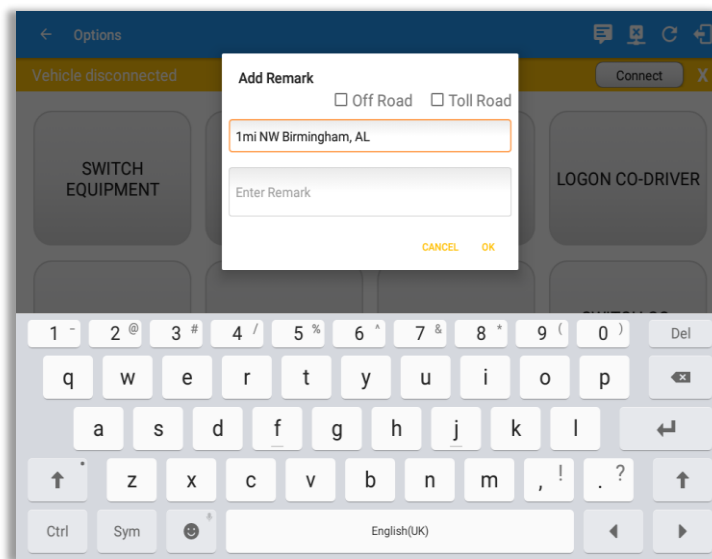 Options
Vehicle disconnected
Connect
X
Add Remark
Off Road
Toll Road
1mi NW Birmingham, AL
Enter Remark
CANCEL
OK
SWITCH
EQUIPMENT
LOGON CO-DRIVER
1 - 2 @ 3 # 4 / 5 % 6 ^ 7 & 8 * 9 ( 0 ) Del
q w e r t y u i o p
a s d f g h j k l
z x c v b n m , ! . ?
Ctrl Sym English(UK)